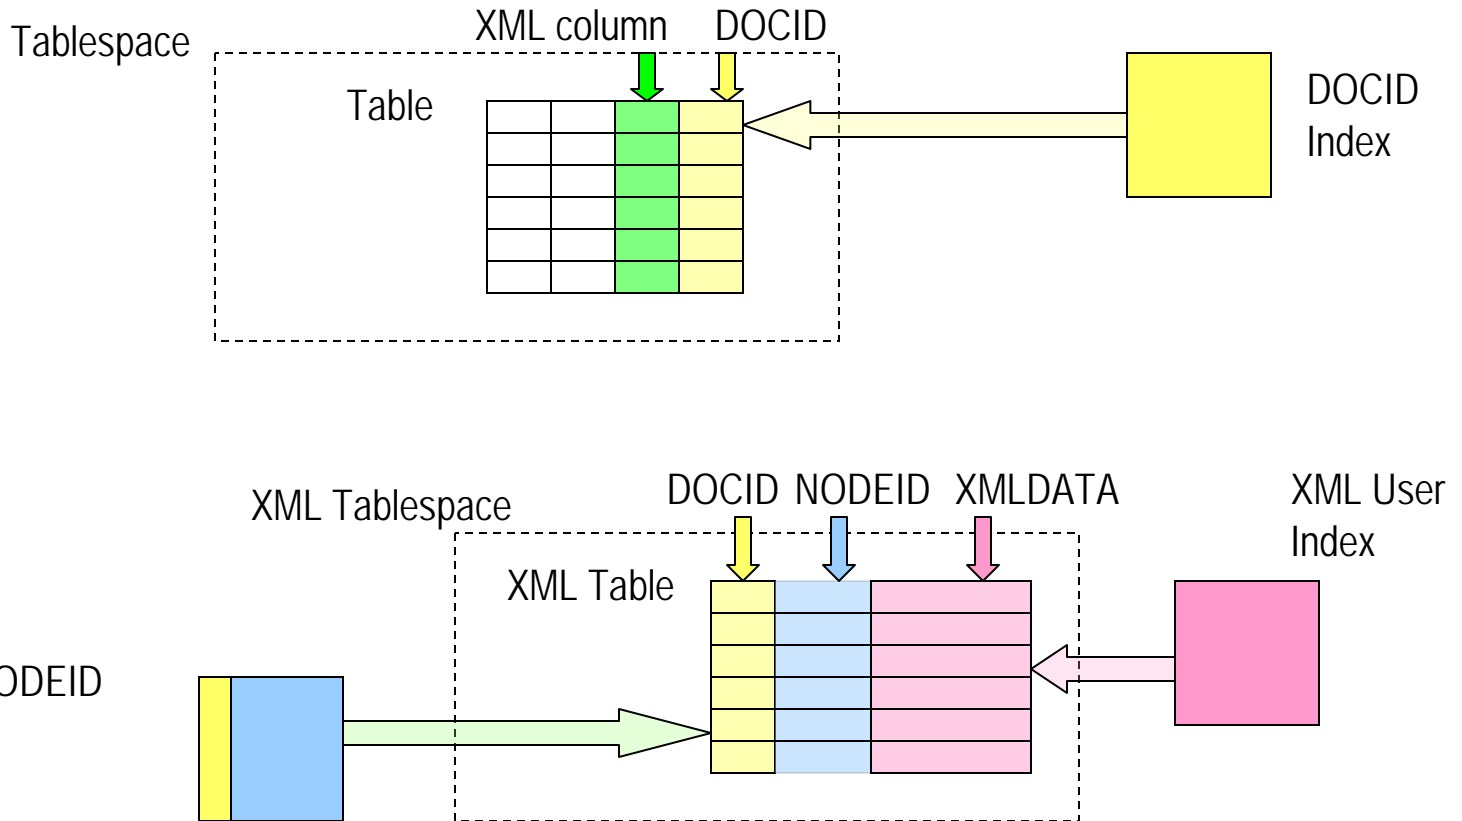 Tablespace
XML column
DOCID
Table
DOCID
Index
XML Tablespace
DOCID
NODEID
XMLDATA
XML User
Index
XML Table
ODEID